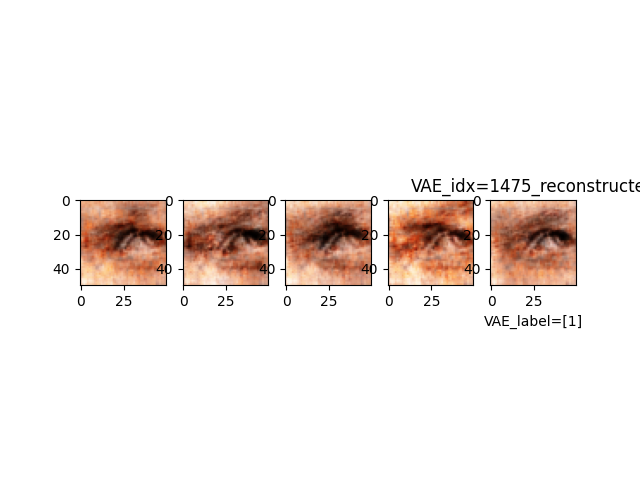 VAE_idx=1475_reconstructe
0 0 0 0 0
20 20 20 20 20
40 40 40 40 40
0 25 0 25 0 25 0 25 0 25
VAE_label=[1]